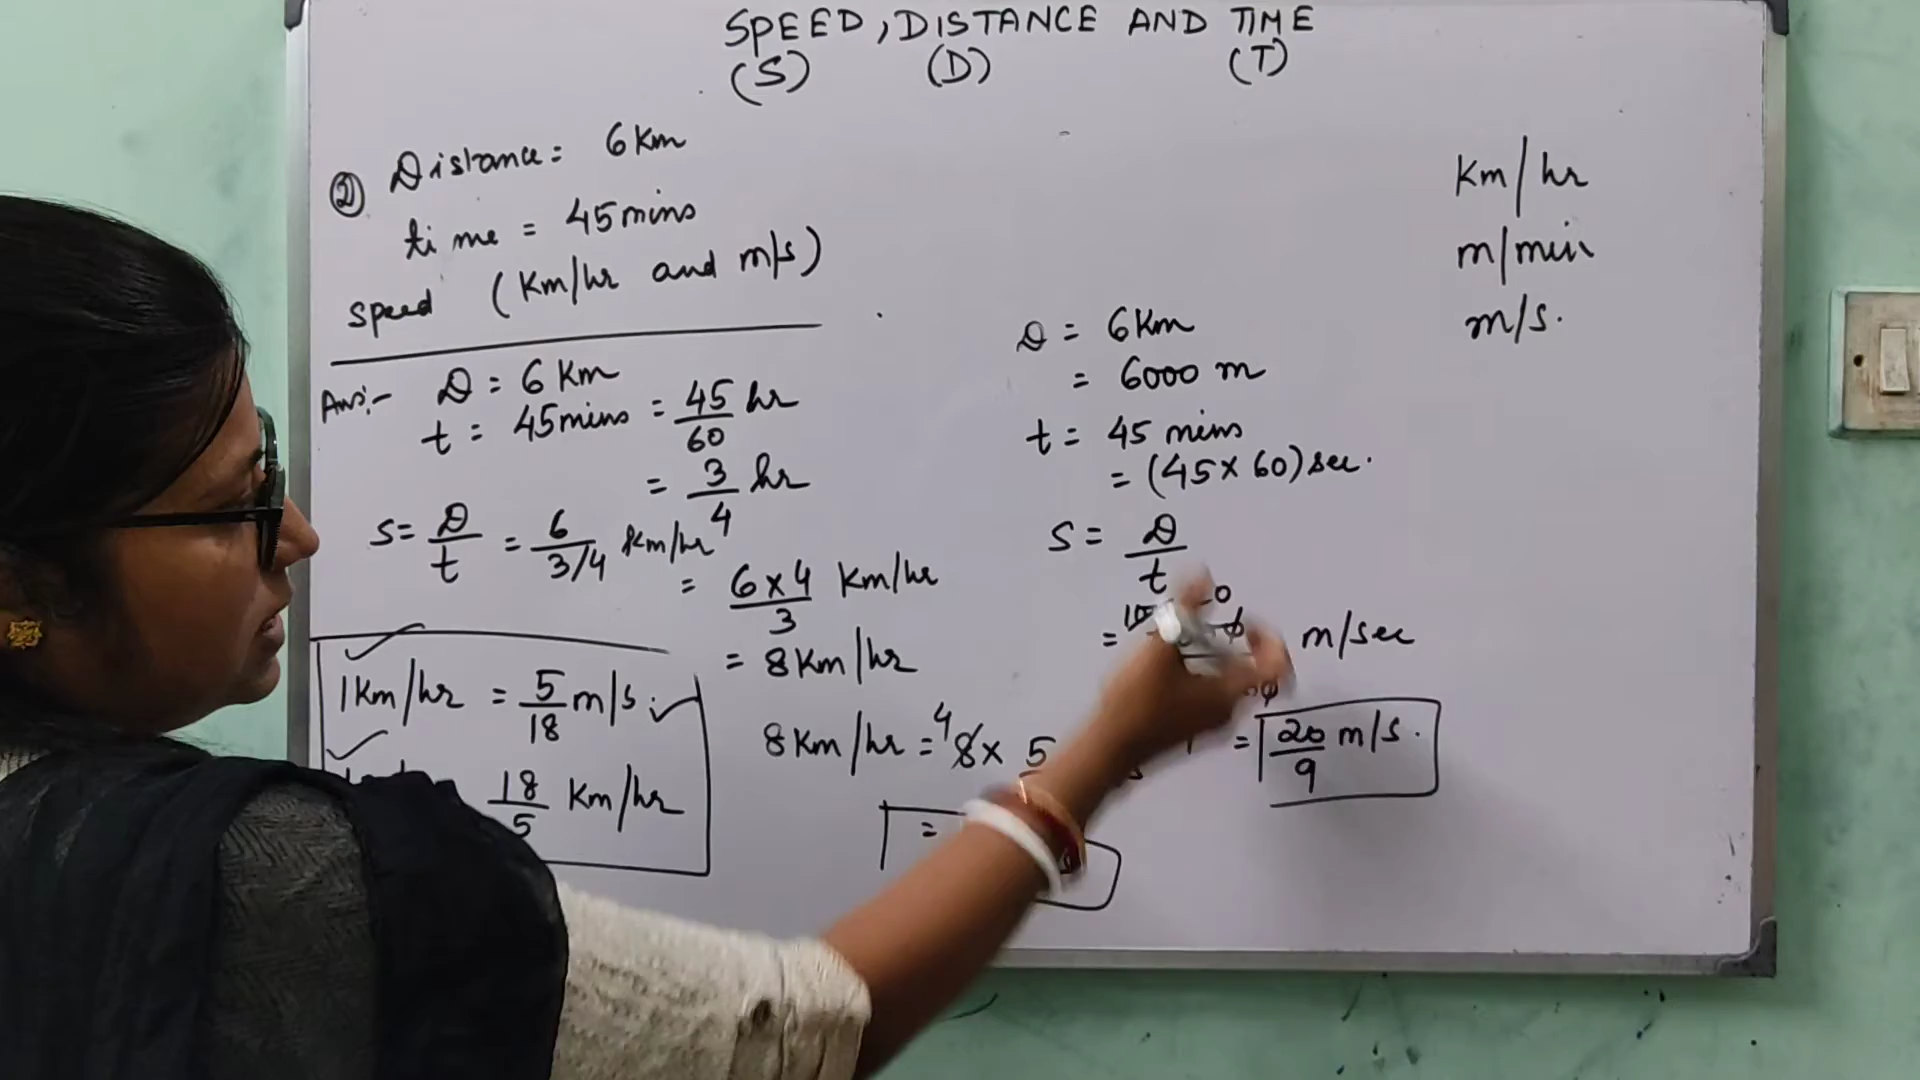 SPEED, DISTANCE AND TIME
(S) (D) (T)
② Distance = 6 Km
time = 45 mins
Speed (Km/hr and m/s)
Ans:- D = 6 Km
t = 45 mins = 45/60 hr
= 3/4 hr
S = D/t = 6/3/4 Km/hr
= 6 × 4/3 Km/hr
= 8 Km/hr
8 Km/hr = 8 × 5
4
=
1 Km/hr = 5/18 m/s
18/5 Km/hr
D = 6 Km
= 6000 m
t = 45 mins
= (45 × 60) sec.
S = D/t
=
m/sec
= 20/9 m/s.
Km/hr
m/min
m/s.